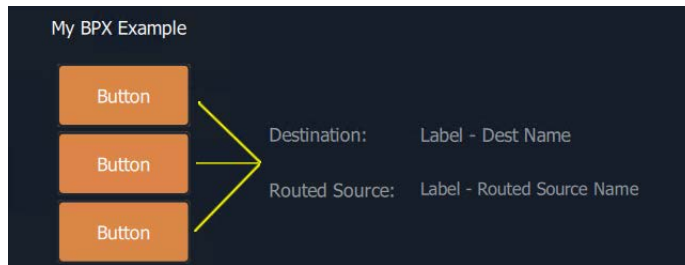 My BPX Example
Button
Button
Button
Destination: Label - Dest Name
Routed Source: Label - Routed Source Name